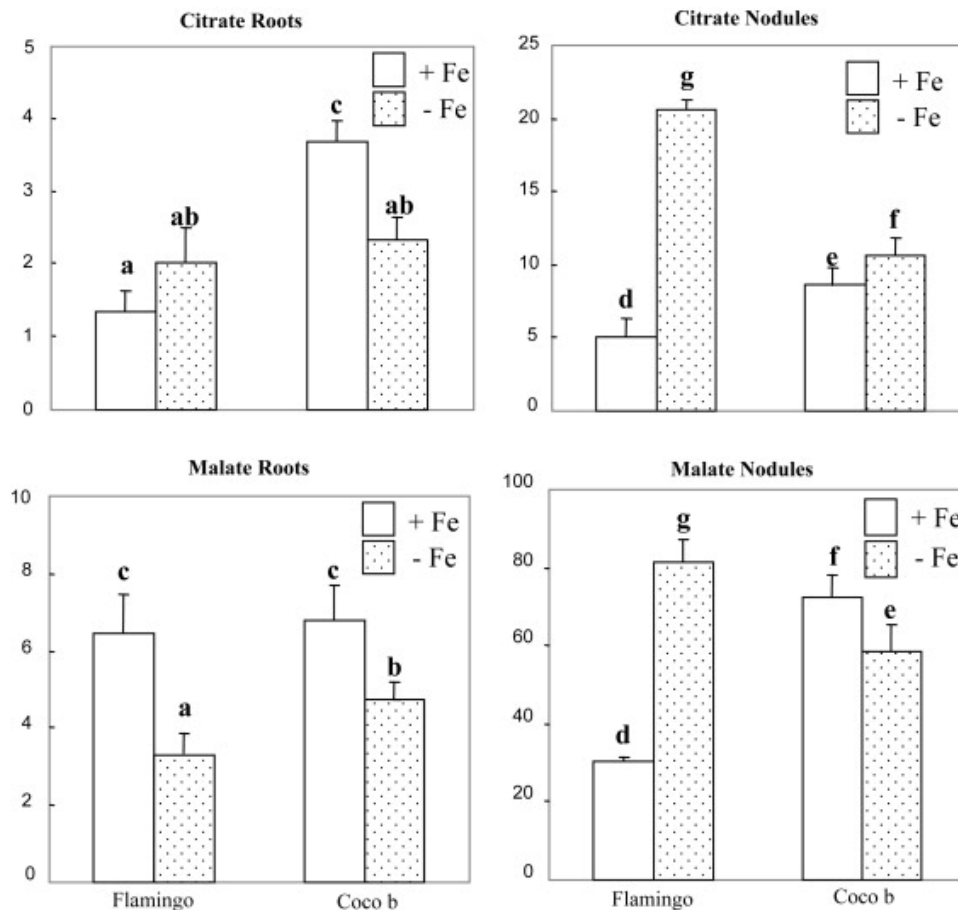 Citrate Roots
5
4
3
2
1
0
+ Fe
- Fe
a
ab
c
ab
Citrate Nodules
25
20
15
10
5
0
+ Fe
- Fe
d
g
e
f
Malate Roots
10
8
6
4
2
0
+ Fe
- Fe
c
a
c
b
Flamingo
Coco b
Malate Nodules
100
80
60
40
20
0
+ Fe
- Fe
d
g
f
e
Flamingo
Coco b